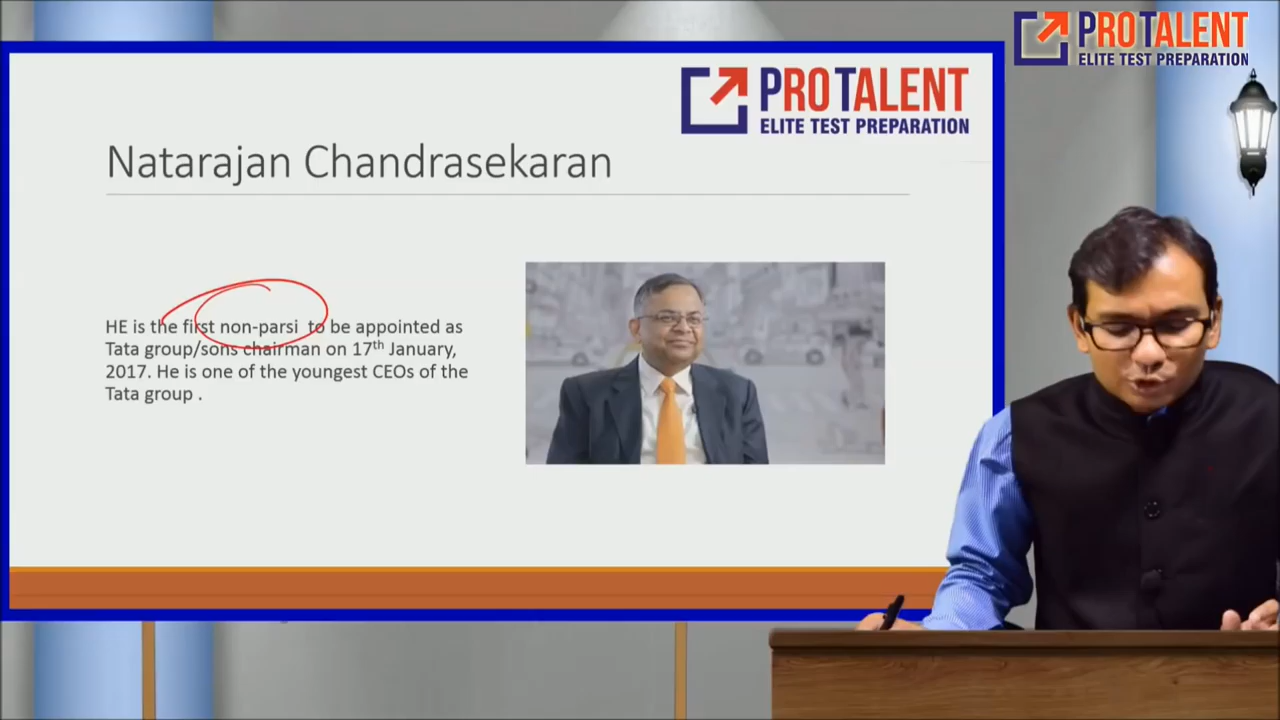 PROTALENT
ELITE TEST PREPARATION
PROTALENT
ELITE TEST PREPARATION
Natarajan Chandrasekaran
HE is the first non-parsi to be appointed as
Tata group/sons chairman on 17th January,
2017. He is one of the youngest CEOs of the
Tata group .